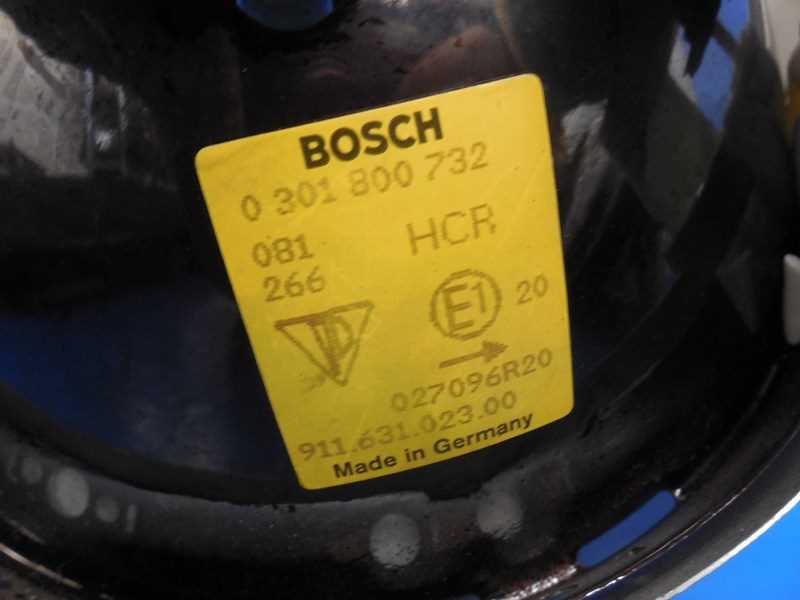 BOSCH
0 301 800 732
081 HCR
266
E1 20
027096R20
911.631.023.00
Made in Germany